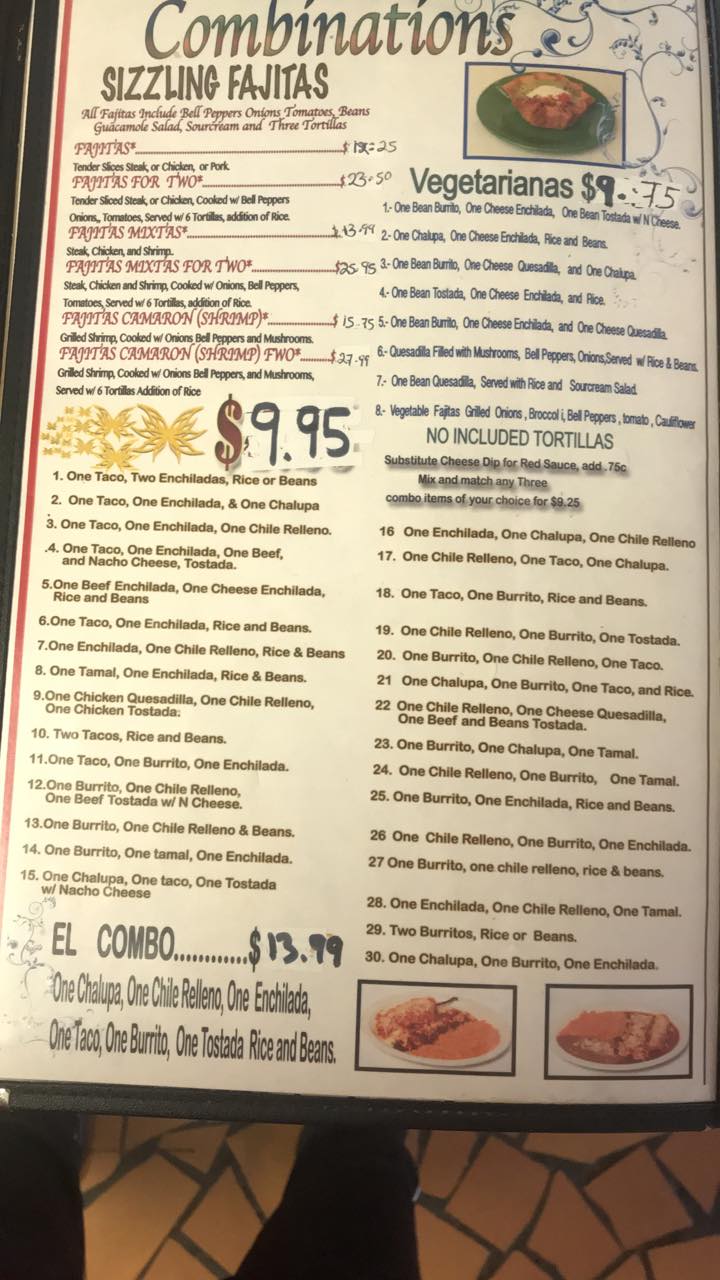 Combinations
SIZZLING FAJITAS
All Fajitas Include Bell Peppers Onions Tomatoes, Beans
Guacamole Salad, Sourcream and Three Tortillas
FAJITAS* $
Tender Slices Steak, or Chicken, or Pork.
FAJITAS FOR TWO* $23.50
Tender Sliced Steak, or Chicken, Cooked w/ Bell Peppers
Onions,, Tomatoes, Served w/ 6 Tortillas, addition of Rice.
FAJITAS MIXTAS* $13.99
Steak, Chicken, and Shrimp.
FAJITAS MIXTAS FOR TWO* $25.95
Steak, Chicken and Shrimp, Cooked w/ Onions, Bell Peppers,
Tomatoes, Served w/ 6 Tortillas, addition of Rice.
FAJITAS CAMARON (SHRIMP)* $15.75
Grilled Shrimp, Cooked w/ Onions Bell Peppers and Mushrooms.
FAJITAS CAMARON (SHRIMP) TWO* $27.99
Grilled Shrimp, Cooked w/ Onions Bell Peppers, and Mushrooms,
Served w/ 6 Tortillas Addition of Rice
Vegetarianas $9.75
1.- One Bean Burrito, One Cheese Enchilada, One Bean Tostada w/ N Cheese.
2.- One Chalupa, One Cheese Enchilada, Rice and Beans.
3.- One Bean Burrito, One Cheese Quesadilla, and One Chalupa.
4.- One Bean Tostada, One Cheese Enchilada, and Rice.
5.- One Bean Burrito, One Cheese Enchilada, and One Cheese Quesadilla.
6.- Quesadilla Filled with Mushrooms, Bell Peppers, Onions,Served w/ Rice & Beans.
7.- One Bean Quesadilla, Served with Rice and Sourcream Salad.
8.- Vegetable Fajitas Grilled Onions , Broccol i, Bell Peppers , tomato , Cauliflower
NO INCLUDED TORTILLAS
Substitute Cheese Dip for Red Sauce, add .75c
Mix and match any Three
combo items of your choice for $9.25
$9.95
1. One Taco, Two Enchiladas, Rice or Beans
2. One Taco, One Enchilada, & One Chalupa
3. One Taco, One Enchilada, One Chile Relleno.
.4. One Taco, One Enchilada, One Beef,
and Nacho Cheese, Tostada.
5.One Beef Enchilada, One Cheese Enchilada,
Rice and Beans
6.One Taco, One Enchilada, Rice and Beans.
7.One Enchilada, One Chile Relleno, Rice & Beans
8. One Tamal, One Enchilada, Rice & Beans.
9.One Chicken Quesadilla, One Chile Relleno,
One Chicken Tostada.
10. Two Tacos, Rice and Beans.
11.One Taco, One Burrito, One Enchilada.
12.One Burrito, One Chile Relleno,
One Beef Tostada w/ N Cheese.
13.One Burrito, One Chile Relleno & Beans.
14. One Burrito, One tamal, One Enchilada.
15. One Chalupa, One taco, One Tostada
w/ Nacho Cheese
16 One Enchilada, One Chalupa, One Chile Relleno
17. One Chile Relleno, One Taco, One Chalupa.
18. One Taco, One Burrito, Rice and Beans.
19. One Chile Relleno, One Burrito, One Tostada.
20. One Burrito, One Chile Relleno, One Taco.
21 One Chalupa, One Burrito, One Taco, and Rice.
22 One Chile Relleno, One Cheese Quesadilla,
One Beef and Beans Tostada.
23. One Burrito, One Chalupa, One Tamal.
24. One Chile Relleno, One Burrito, One Tamal.
25. One Burrito, One Enchilada, Rice and Beans.
26 One Chile Relleno, One Burrito, One Enchilada.
27 One Burrito, one chile relleno, rice & beans.
28. One Enchilada, One Chile Relleno, One Tamal.
29. Two Burritos, Rice or Beans.
30. One Chalupa, One Burrito, One Enchilada.
EL COMBO............$13.99
One Chalupa, One Chile Relleno, One Enchilada,
One Taco, One Burrito, One Tostada Rice and Beans.